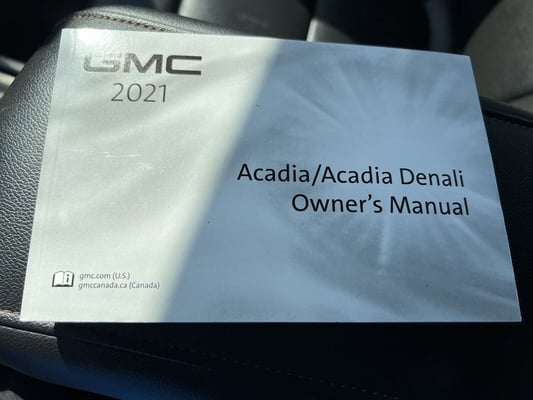 GMC
2021
Acadia/Acadia Denali
Owner's Manual
gmc.com (U.S.)
gmccanada.ca (Canada)